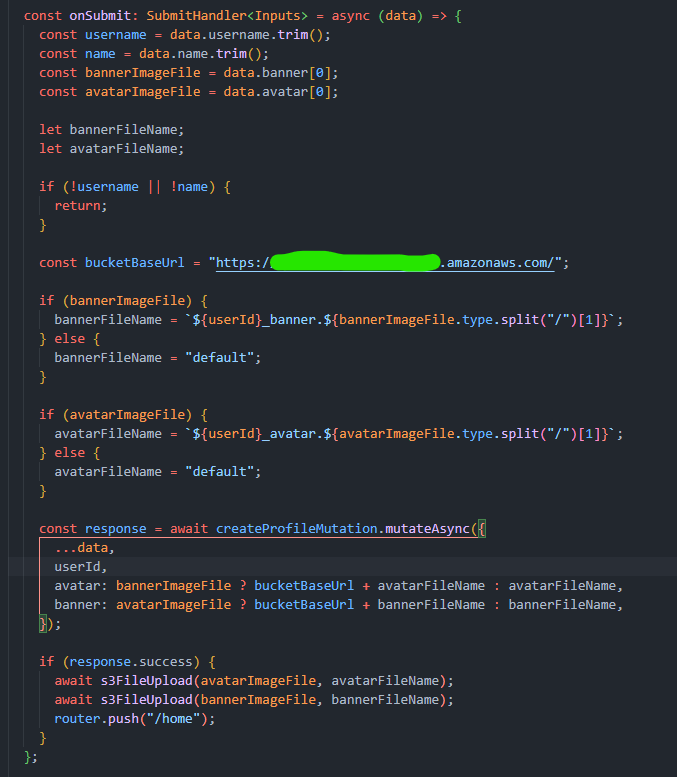 const onSubmit: SubmitHandler<Inputs> = async (data) => {
const username = data.username.trim();
const name = data.name.trim();
const bannerImageFile = data.banner[0];
const avatarImageFile = data.avatar[0];
let bannerFileName;
let avatarFileName;
if (!username || !name) {
return;
}
const bucketBaseUrl = "https:/ .amazonaws.com/";
if (bannerImageFile) {
bannerFileName = `${userId}_banner.${bannerImageFile.type.split("/")[1]}`;
} else {
bannerFileName = "default";
}
if (avatarImageFile) {
avatarFileName = `${userId}_avatar.${avatarImageFile.type.split("/")[1]}`;
} else {
avatarFileName = "default";
}
const response = await createProfileMutation.mutateAsync({
...data,
userId,
avatar: bannerImageFile ? bucketBaseUrl + avatarFileName : avatarFileName,
banner: avatarImageFile ? bucketBaseUrl + bannerFileName : bannerFileName,
});
if (response.success) {
await s3FileUpload(avatarImageFile, avatarFileName);
await s3FileUpload(bannerImageFile, bannerFileName);
router.push("/home");
}
};